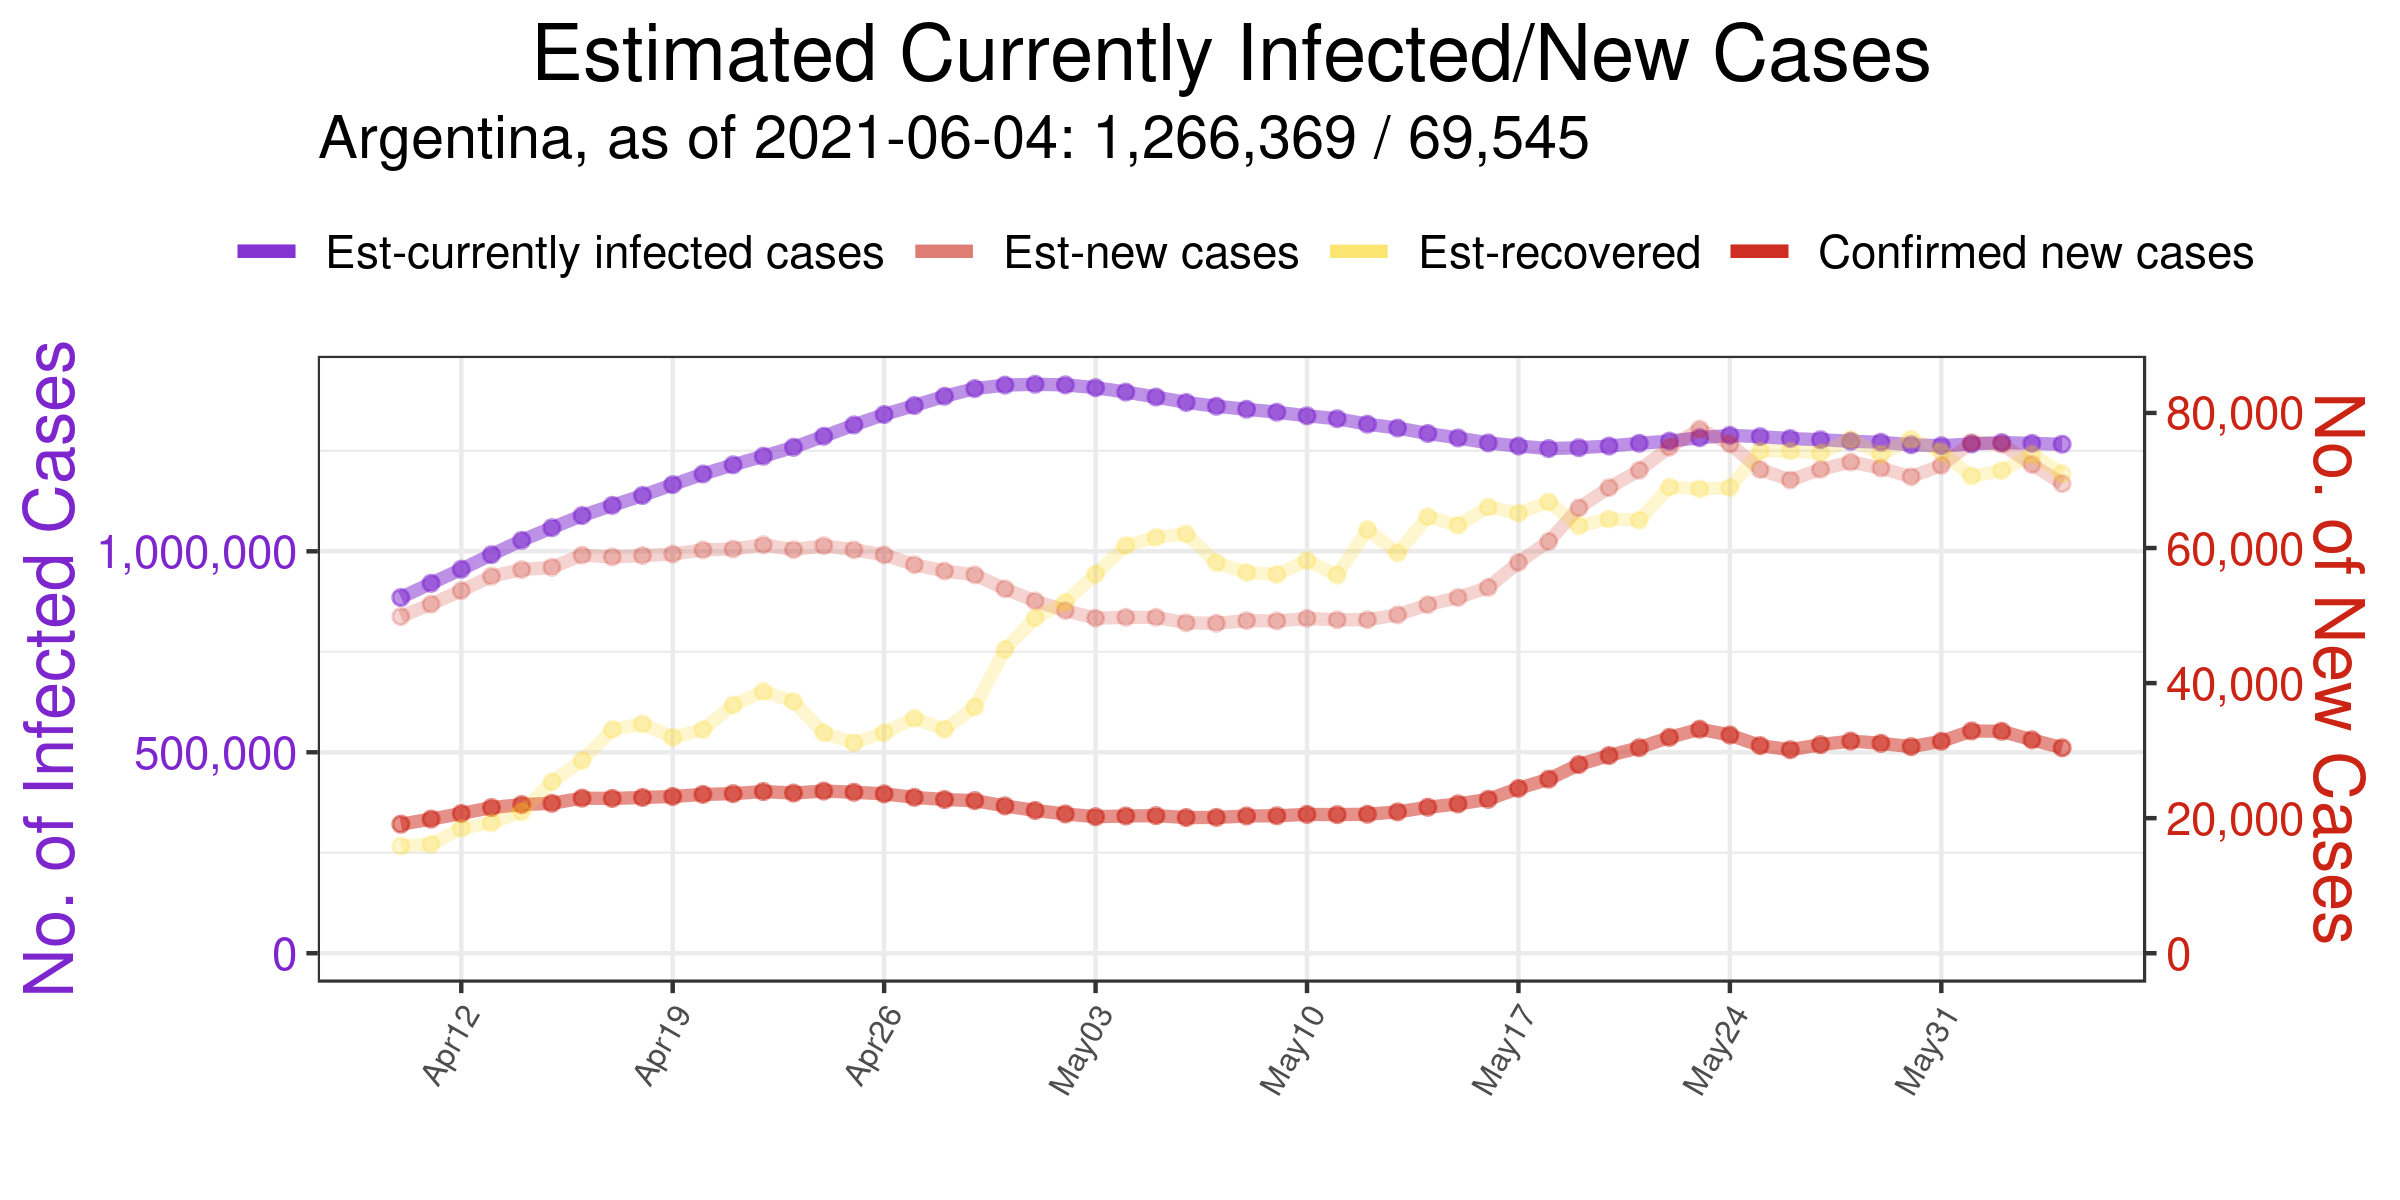 Estimated Currently Infected/New Cases
Argentina, as of 2021-06-04: 1,266,369 / 69,545
Est-currently infected cases Est-new cases Est-recovered Confirmed new cases
No. of Infected Cases
1,000,000
500,000
0
80,000
60,000
40,000
20,000
0
No. of New Cases
Apr12 Apr19 Apr26 May03 May10 May17 May24 May31